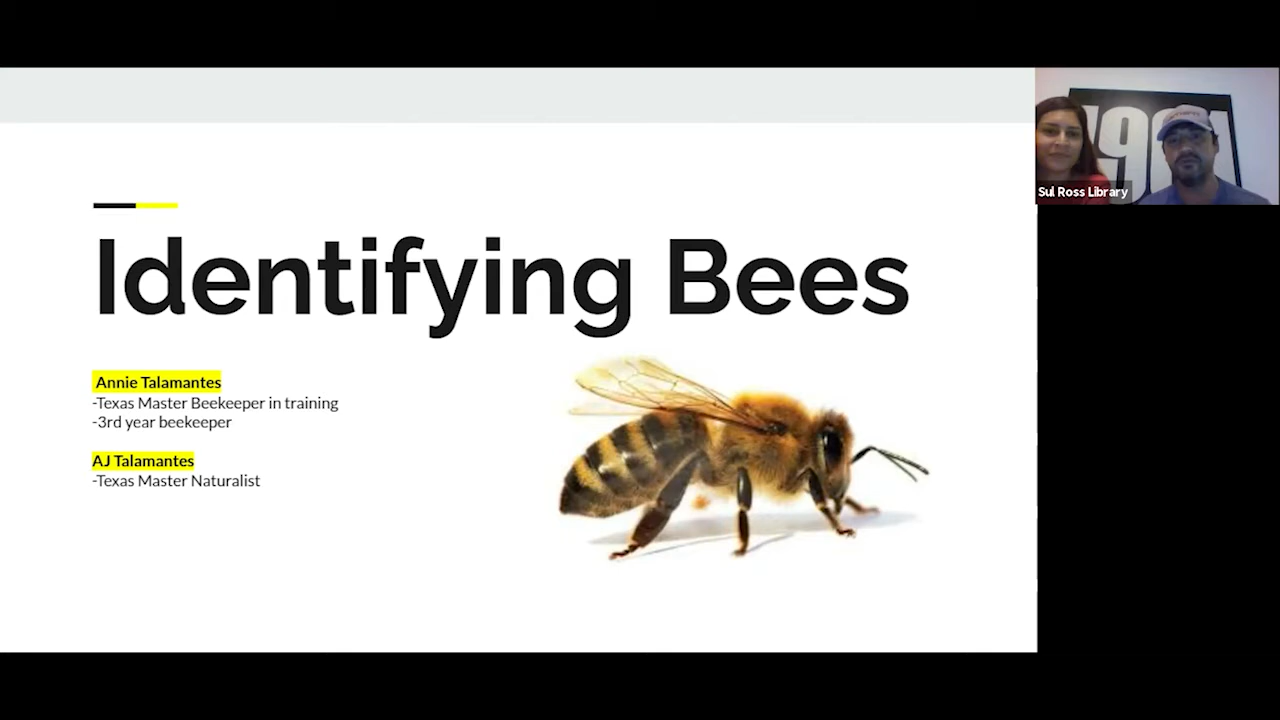 Identifying Bees
Annie Talamantes
-Texas Master Beekeeper in training
-3rd year beekeeper
AJ Talamantes
-Texas Master Naturalist
Sul Ross Library